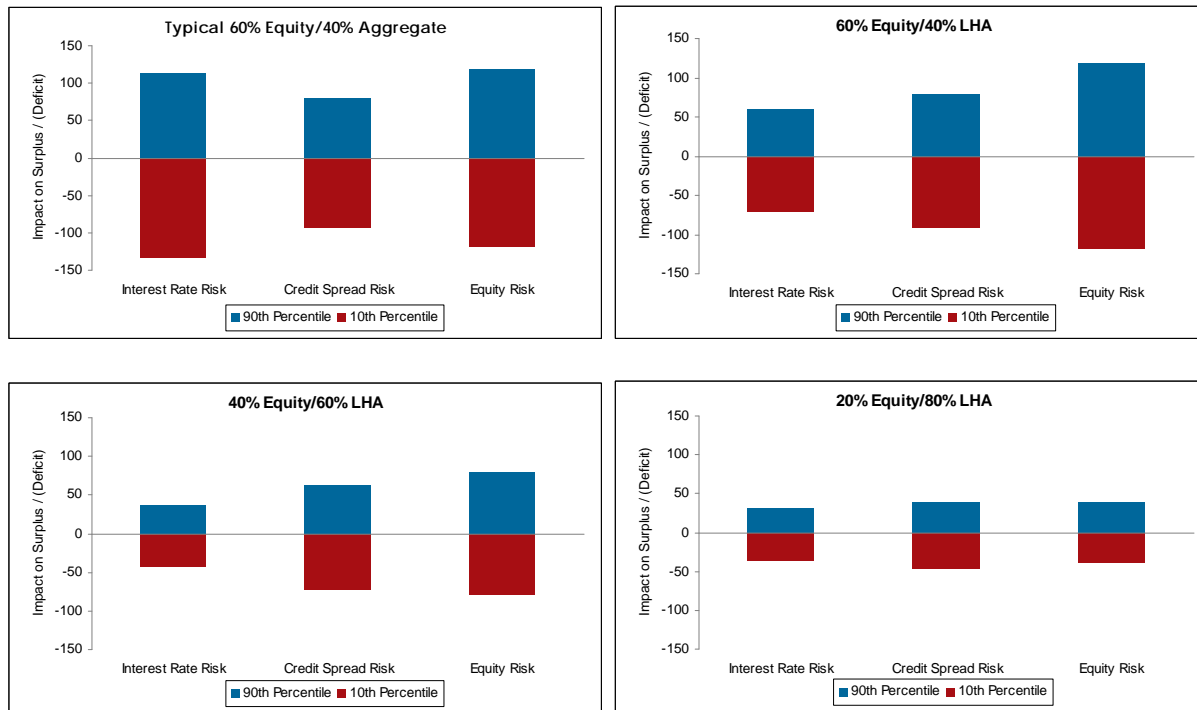 Typical 60% Equity/40% Aggregate
Impact on Surplus / (Deficit)
150
100
50
0
-50
-100
-150
Interest Rate Risk Credit Spread Risk Equity Risk
90th Percentile 10th Percentile
60% Equity/40% LHA
Impact on Surplus / (Deficit)
150
100
50
0
-50
-100
-150
Interest Rate Risk Credit Spread Risk Equity Risk
90th Percentile 10th Percentile
40% Equity/60% LHA
Impact on Surplus / (Deficit)
150
100
50
0
-50
-100
-150
Interest Rate Risk Credit Spread Risk Equity Risk
90th Percentile 10th Percentile
20% Equity/80% LHA
Impact on Surplus / (Deficit)
150
100
50
0
-50
-100
-150
Interest Rate Risk Credit Spread Risk Equity Risk
90th Percentile 10th Percentile